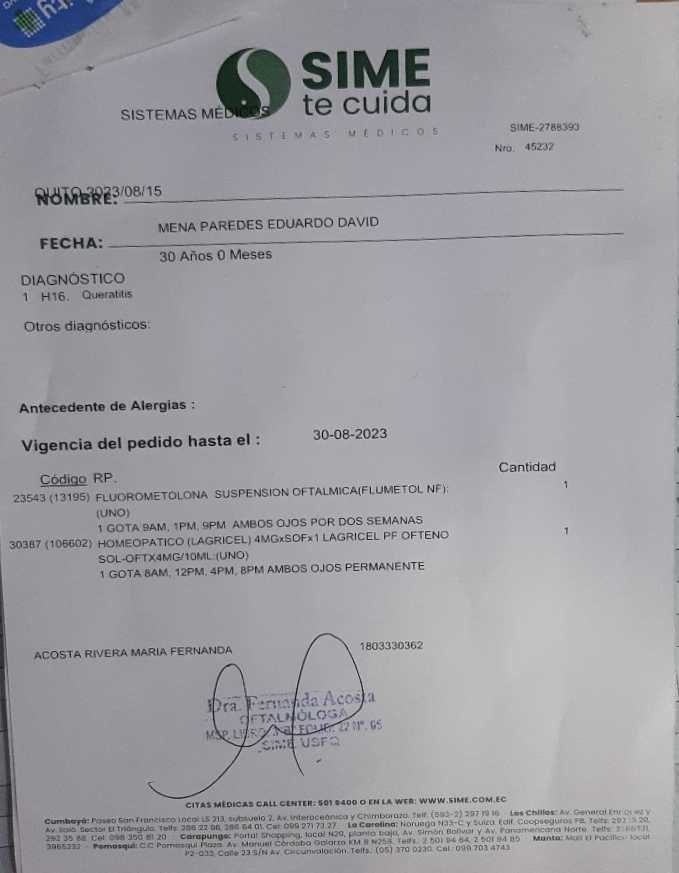 SIME
te cuida
SISTEMAS MÉDICOS
SISTEMAS MÉDICOS
SIME-2788393
Nro. 45232
QUITO 2023/08/15
NOMBRE:
MENA PAREDES EDUARDO DAVID
FECHA:
30 Años 0 Meses
DIAGNÓSTICO
1 H16. Queratitis
Otros diagnósticos:
Antecedente de Alergias :
Vigencia del pedido hasta el : 30-08-2023
Código RP. Cantidad
23543 (13195) FLUOROMETOLONA SUSPENSION OFTALMICA(FLUMETOL NF): 1
(UNO)
1 GOTA 9AM, 1PM, 9PM AMBOS OJOS POR DOS SEMANAS
30387 (106602) HOMEOPATICO (LAGRICEL) 4MGxSOFx1 LAGRICEL PF OFTENO 1
SOL-OFTX4MG/10ML:(UNO)
1 GOTA 8AM, 12PM, 4PM, 8PM AMBOS OJOS PERMANENTE
ACOSTA RIVERA MARIA FERNANDA 1803330362
Dra. Fernanda Acosta
OFTALMÓLOGA
SIME USFQ
CITAS MÉDICAS CALL CENTER: 501 9400 O EN LA WEB: WWW.SIME.COM.EC
Cumbayá: Paseo San Francisco Local LS 213, subsuelo 2, Av. Interoceánica y Chimborazo. Telf: (593-2) 297 19 16 Los Chillos: Av. General Enríquez y
Av. Ilaló. Sector El Triángulo. Telfs: 286 22 96, 286 64 01. Cel: 099 271 73 27 La Carolina: Noruega N33-C y Suiza. Edif. Coopseguros PB. Telfs:
292 35 88. Cel: 098 350 81 20 Carapungo: Portal Shopping, local N20, planta baja, Av. Simón Bolívar y Av. Panamericana Norte. Telfs:
3965232 - Pomasqui: C.C Pomasqui Plaza. Av. Manuel Córdoba Galarza KM 8 N258. Telfs. 2 501 94 64, 2 501 94 85 Manta: Mall El Pacífico local
P2-033, Calle 23 S/N Av. Circunvalación. Telfs.: (05) 370 0230. Cel.: 099 703 4743